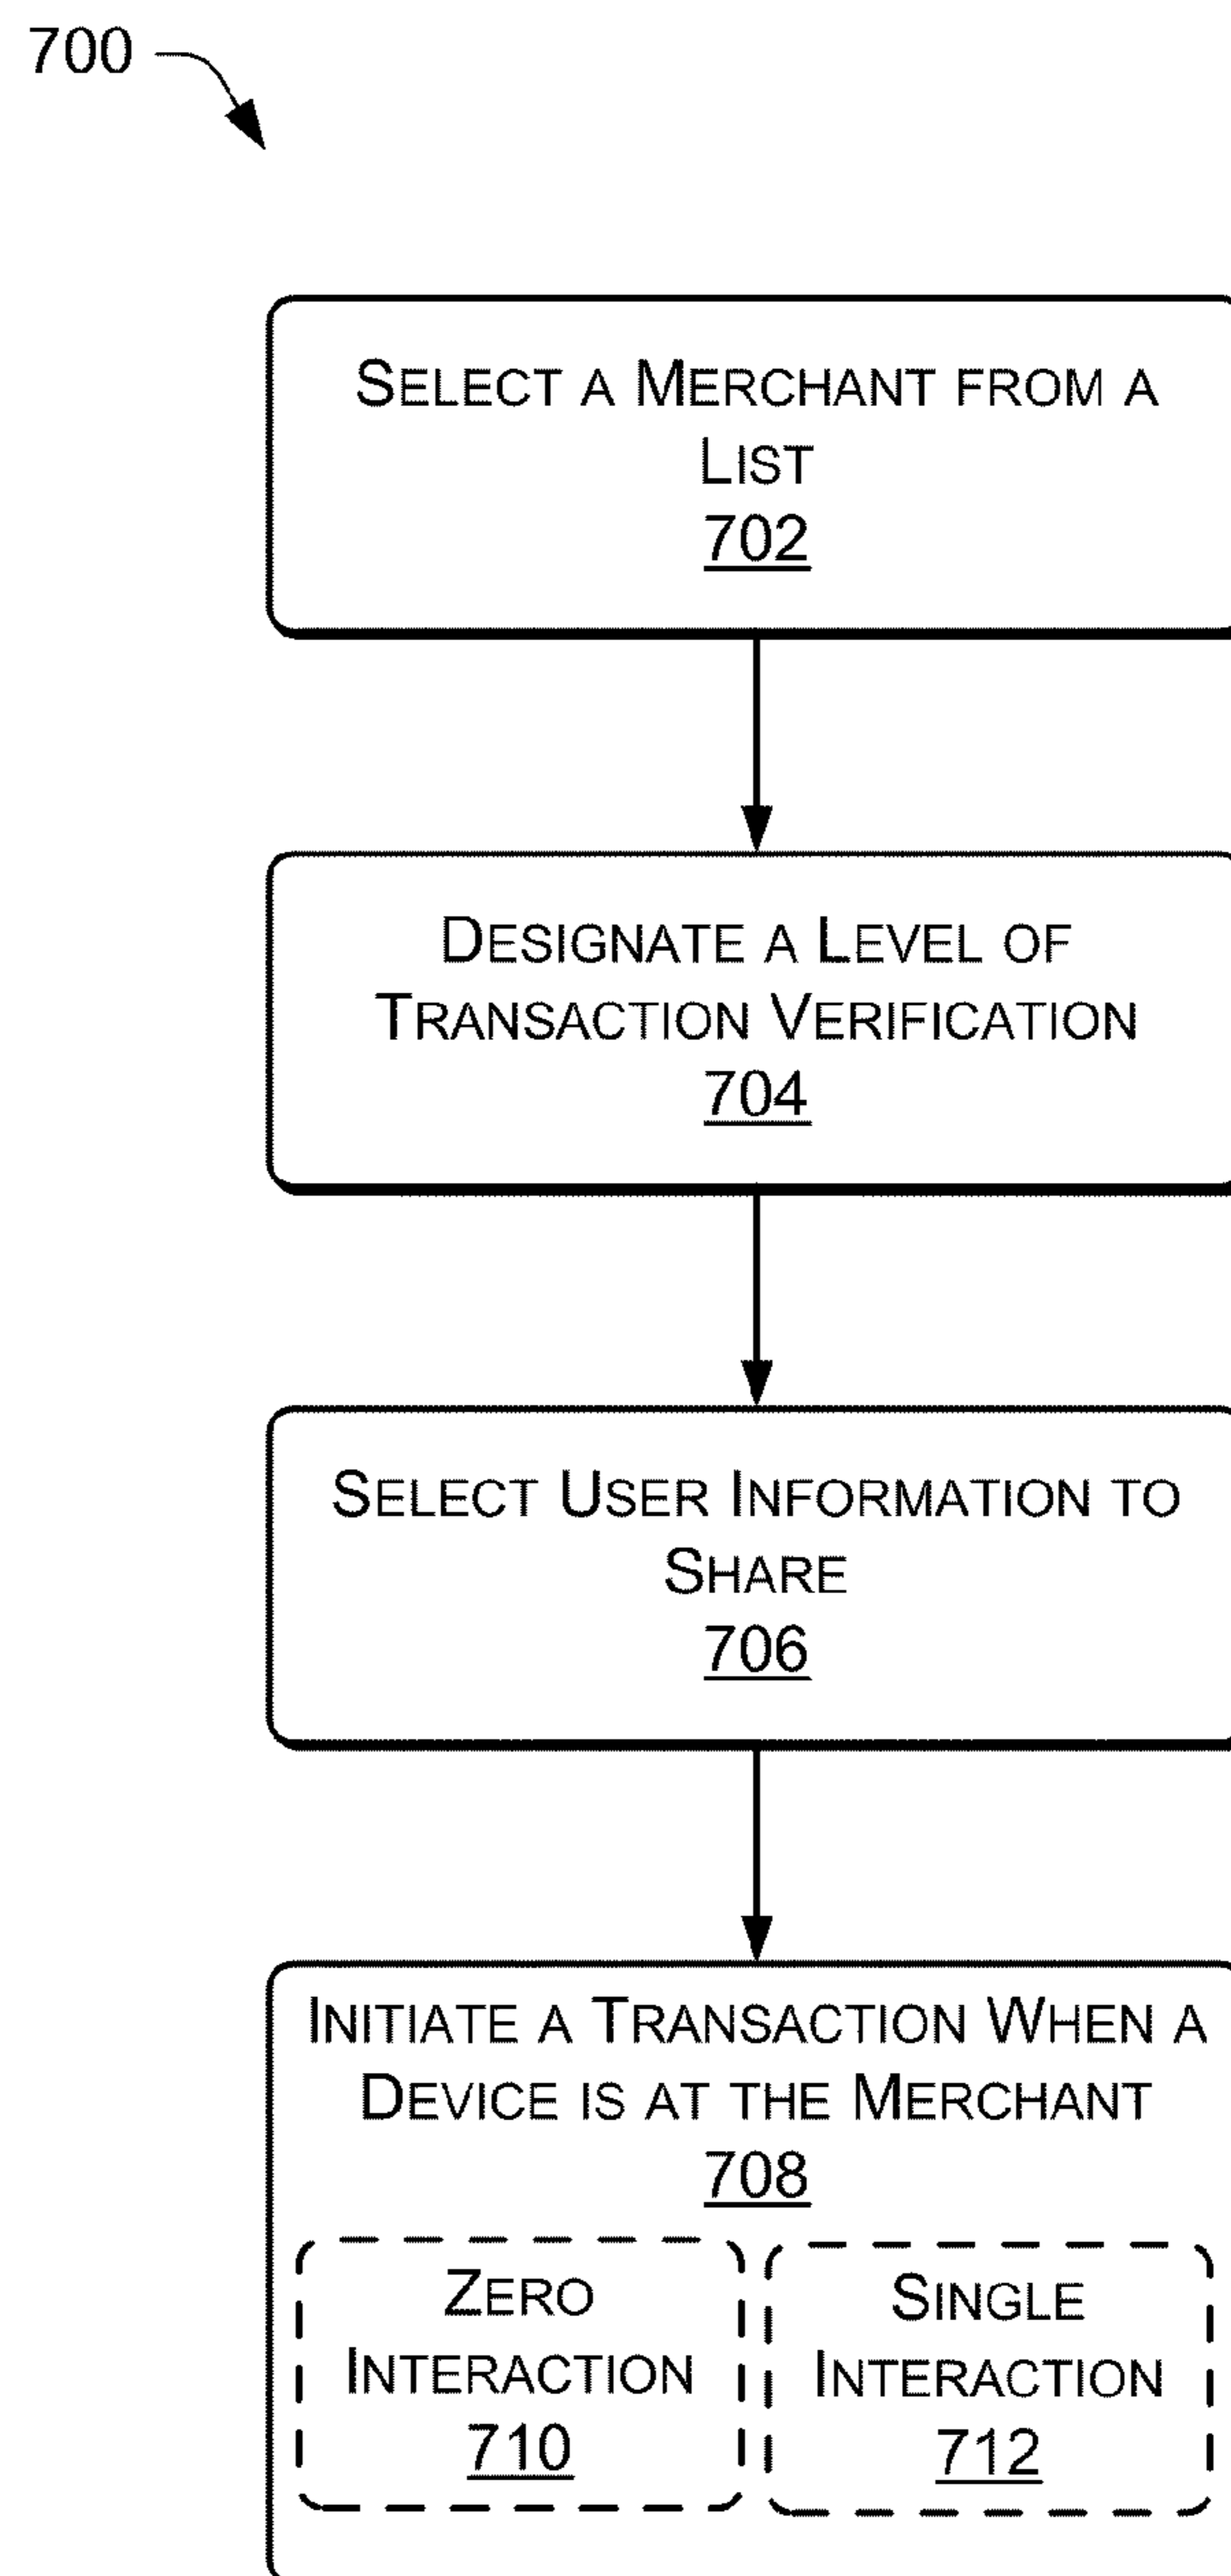 700
SELECT A MERCHANT FROM A
LIST
702
DESIGNATE A LEVEL OF
TRANSACTION VERIFICATION
704
SELECT USER INFORMATION TO
SHARE
706
INITIATE A TRANSACTION WHEN A
DEVICE IS AT THE MERCHANT
708
ZERO
INTERACTION
710
SINGLE
INTERACTION
712